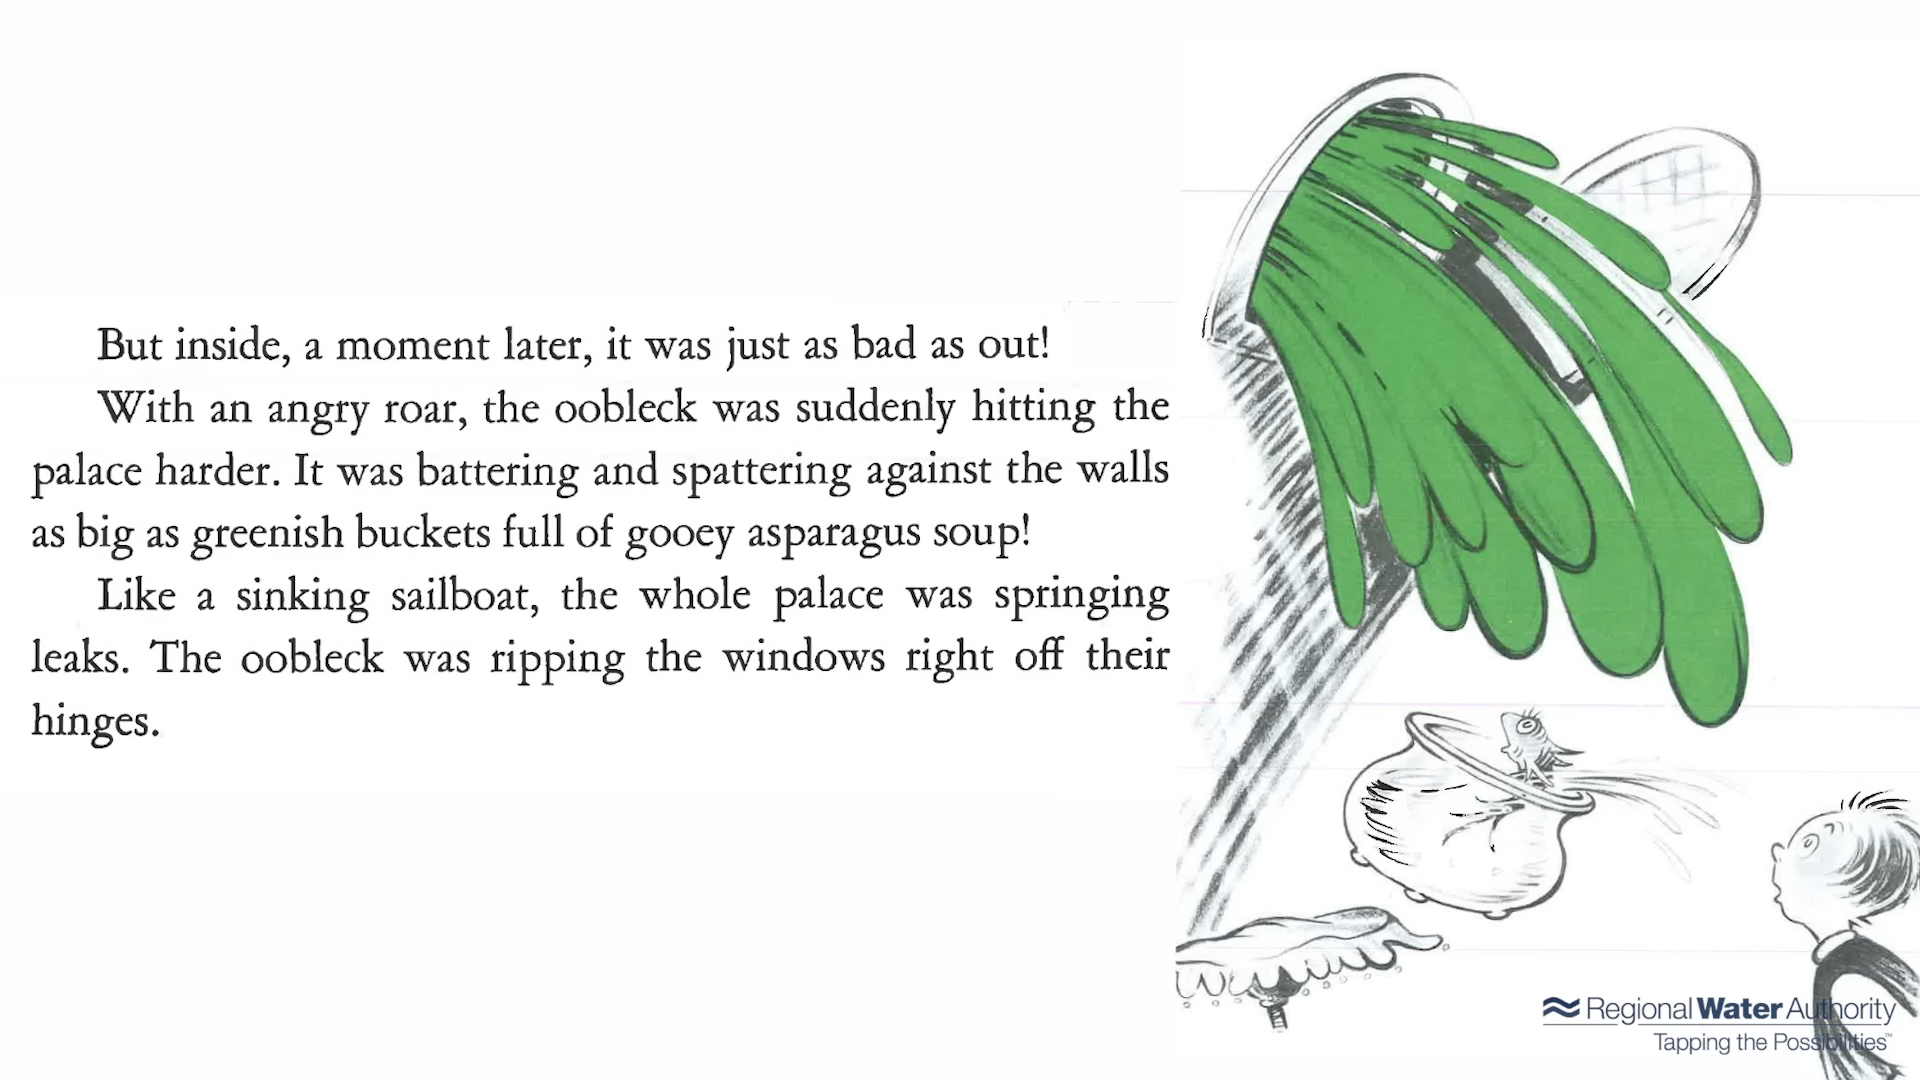 But inside, a moment later, it was just as bad as out!
With an angry roar, the oobleck was suddenly hitting the
palace harder. It was battering and spattering against the walls
as big as greenish buckets full of gooey asparagus soup!
Like a sinking sailboat, the whole palace was springing
leaks. The oobleck was ripping the windows right off their
hinges.
Regional Water Authority
Tapping the Possibilities™